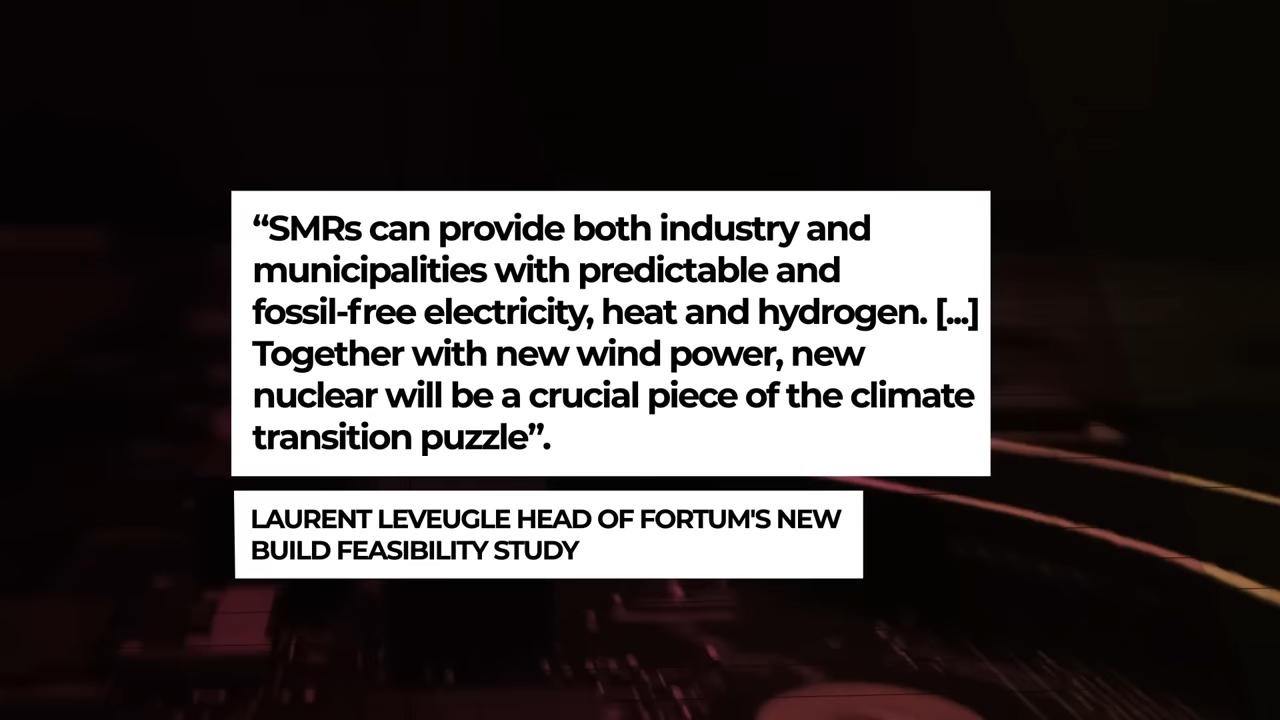 “SMRs can provide both industry and
municipalities with predictable and
fossil-free electricity, heat and hydrogen. [...]
Together with new wind power, new
nuclear will be a crucial piece of the climate
transition puzzle”.
LAURENT LEVEUGLE HEAD OF FORTUM'S NEW
BUILD FEASIBILITY STUDY